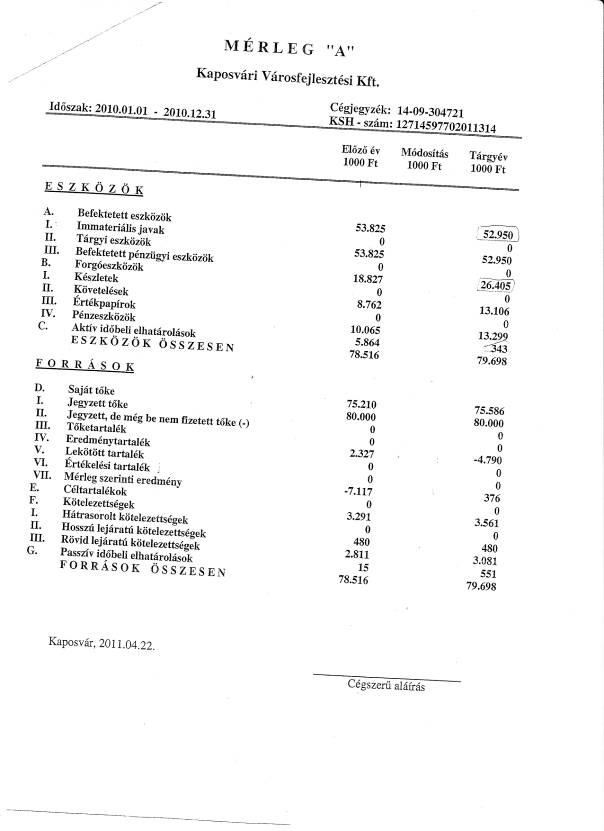 MÉRLEG "A"
Kaposvári Városfejlesztési Kft.
Időszak: 2010.01.01 - 2010.12.31 Cégjegyzék: 14-09-304721
KSH - szám: 12714597702011314
Előző év Módosítás Tárgyév
1000 Ft 1000 Ft 1000 Ft
ESZKÖZÖK
A. Befektetett eszközök 53.825 52.950
I. Immateriális javak 0 0
II. Tárgyi eszközök 53.825 52.950
III. Befektetett pénzügyi eszközök 0 0
B. Forgóeszközök 18.827 26.405
I. Készletek 0 0
II. Követelések 8.762 13.106
III. Értékpapírok 0 0
IV. Pénzeszközök 10.065 13.299
C. Aktív időbeli elhatárolások 5.864 343
ESZKÖZÖK ÖSSZESEN 78.516 79.698
FORRÁSOK
D. Saját tőke 75.210 75.586
I. Jegyzett tőke 80.000 80.000
II. Jegyzett, de még be nem fizetett tőke (-) 0 0
III. Tőketartalék 0 0
IV. Eredménytartalék 2.327 -4.790
V. Lekötött tartalék 0 0
VI. Értékelési tartalék 0 0
VII. Mérleg szerinti eredmény -7.117 376
E. Céltartalékok 0 0
F. Kötelezettségek 3.291 3.561
I. Hátrasorolt kötelezettségek 0 0
II. Hosszú lejáratú kötelezettségek 480 480
III. Rövid lejáratú kötelezettségek 2.811 3.081
G. Passzív időbeli elhatárolások 15 551
FORRÁSOK ÖSSZESEN 78.516 79.698
Kaposvár, 2011.04.22.
Cégszerű aláírás